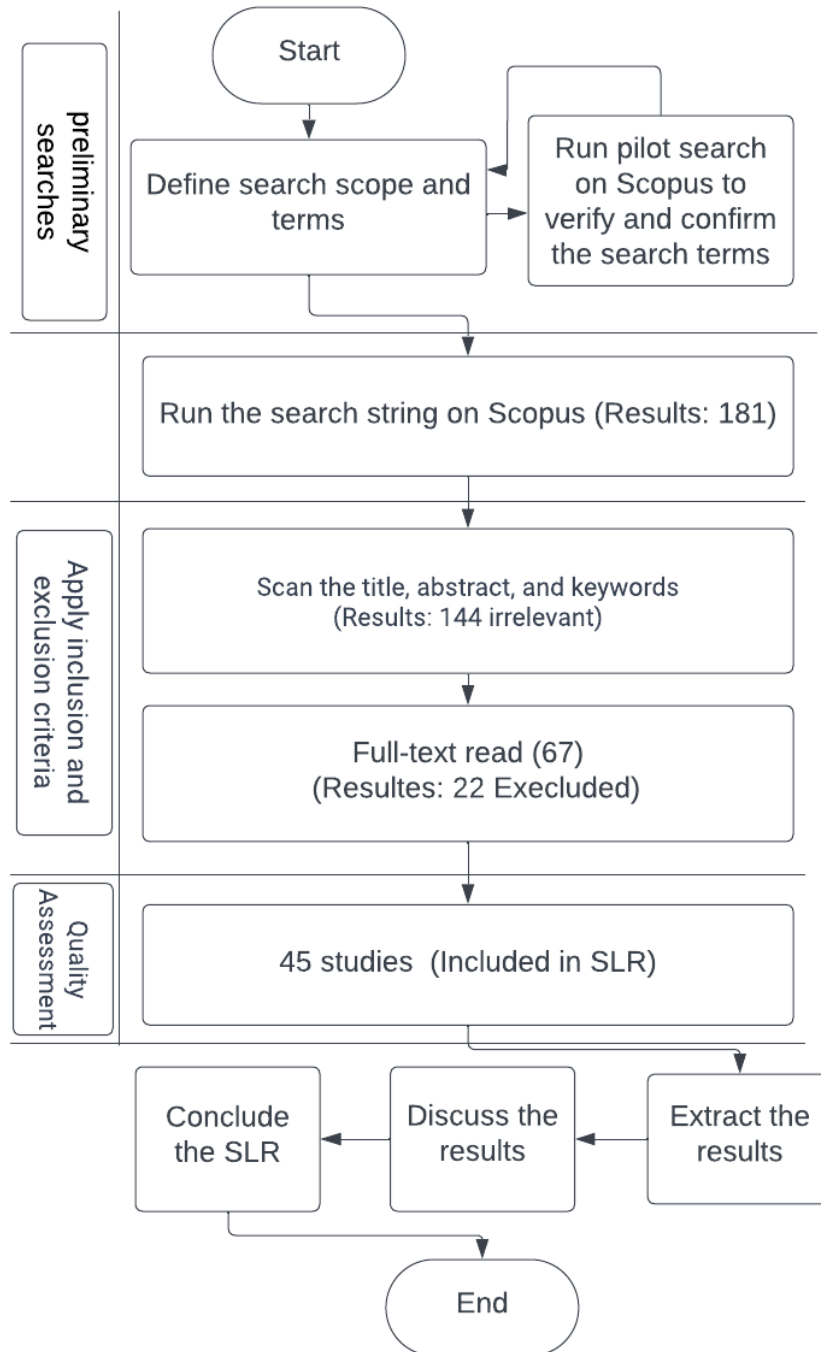 preliminary
searches
Start
Define search scope and
terms
Run pilot search
on Scopus to
verify and confirm
the search terms
Run the search string on Scopus (Results: 181)
Apply inclusion and
exclusion criteria
Scan the title, abstract, and keywords
(Results: 144 irrelevant)
Full-text read (67)
(Resultes: 22 Execluded)
Quality
Assessment
45 studies (Included in SLR)
Conclude
the SLR
Discuss the
results
Extract the
results
End